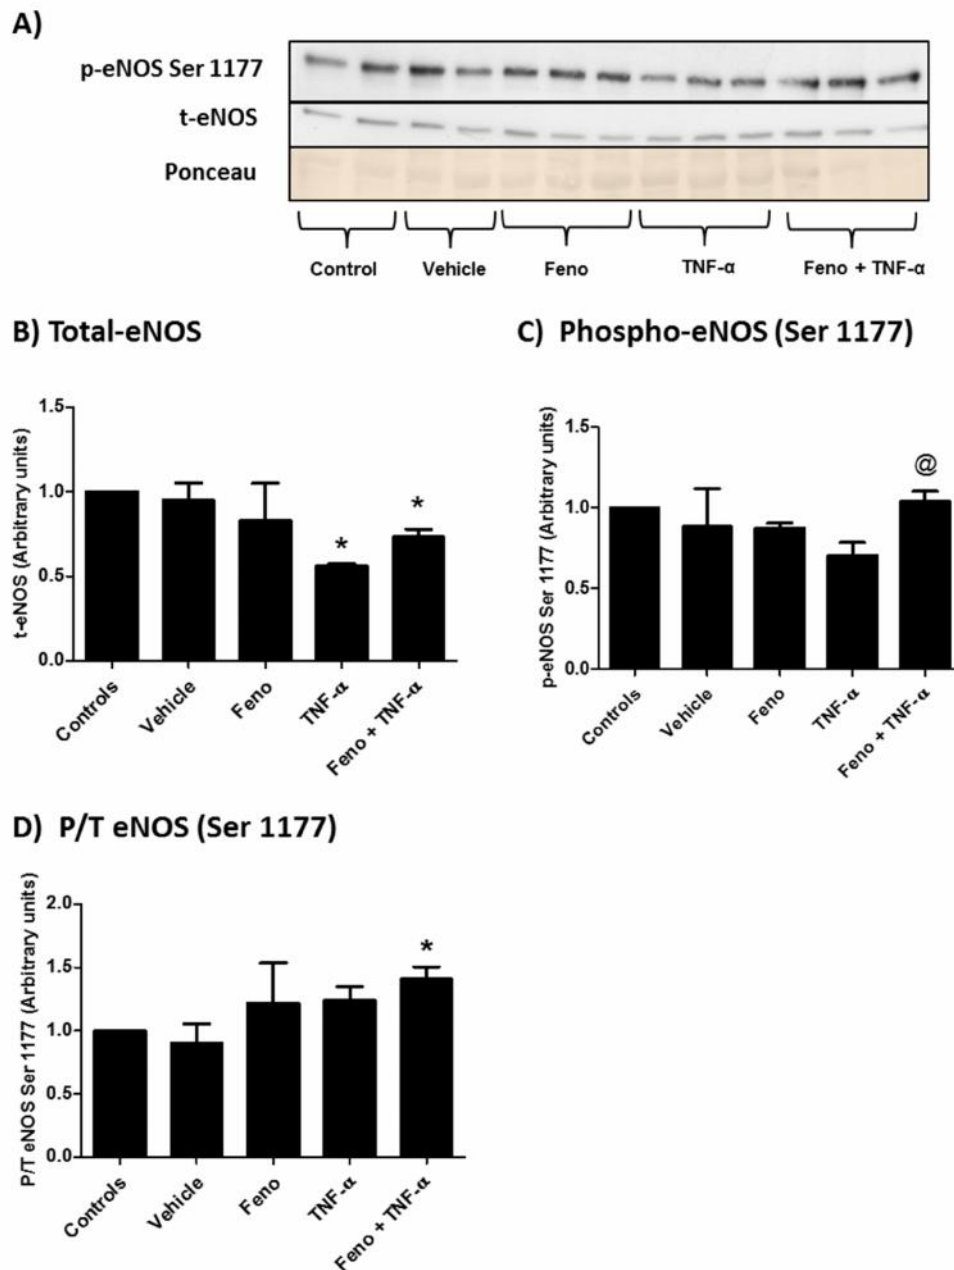 A)
p-eNOS Ser 1177
t-eNOS
Ponceau
Control Vehicle Feno TNF-α Feno + TNF-α
B) Total-eNOS
t-eNOS (Arbitrary units)
1.5
1.0
0.5
0.0
* *
Controls Vehicle Feno TNF-α Feno + TNF-α
C) Phospho-eNOS (Ser 1177)
p-eNOS Ser 1177 (Arbitrary units)
1.5
1.0
0.5
0.0
@
Controls Vehicle Feno TNF-α Feno + TNF-α
D) P/T eNOS (Ser 1177)
P/T eNOS Ser 1177 (Arbitrary units)
2.0
1.5
1.0
0.5
0.0
*
Controls Vehicle Feno TNF-α Feno + TNF-α